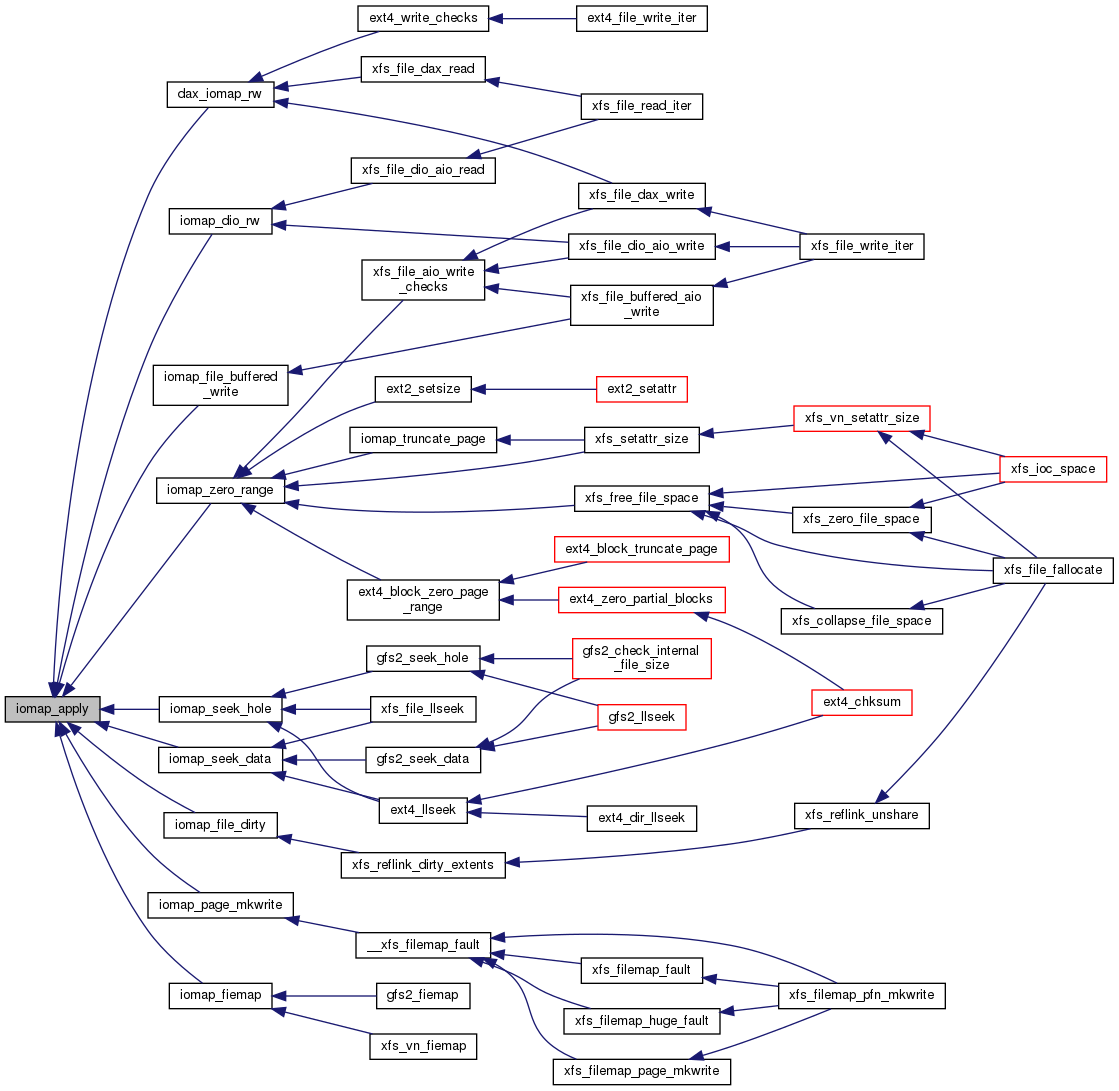 ext4_write_checks
ext4_file_write_iter
xfs_file_dax_read
dax_iomap_rw
xfs_file_read_iter
xfs_file_dio_aio_read
xfs_file_dax_write
iomap_dio_rw
xfs_file_dio_aio_write
xfs_file_write_iter
xfs_file_aio_write
_checks
xfs_file_buffered_aio
_write
iomap_file_buffered
_write
ext2_setsize
ext2_setattr
xfs_vn_setattr_size
iomap_truncate_page
xfs_setattr_size
xfs_ioc_space
iomap_zero_range
xfs_free_file_space
xfs_zero_file_space
ext4_block_truncate_page
xfs_file_fallocate
ext4_block_zero_page
_range
ext4_zero_partial_blocks
xfs_collapse_file_space
gfs2_seek_hole
gfs2_check_internal
_file_size
iomap_apply
iomap_seek_hole
xfs_file_llseek
gfs2_llseek
ext4_chksum
iomap_seek_data
gfs2_seek_data
ext4_llseek
ext4_dir_llseek
xfs_reflink_unshare
iomap_file_dirty
xfs_reflink_dirty_extents
iomap_page_mkwrite
__xfs_filemap_fault
xfs_filemap_fault
iomap_fiemap
gfs2_fiemap
xfs_filemap_pfn_mkwrite
xfs_filemap_huge_fault
xfs_vn_fiemap
xfs_filemap_page_mkwrite